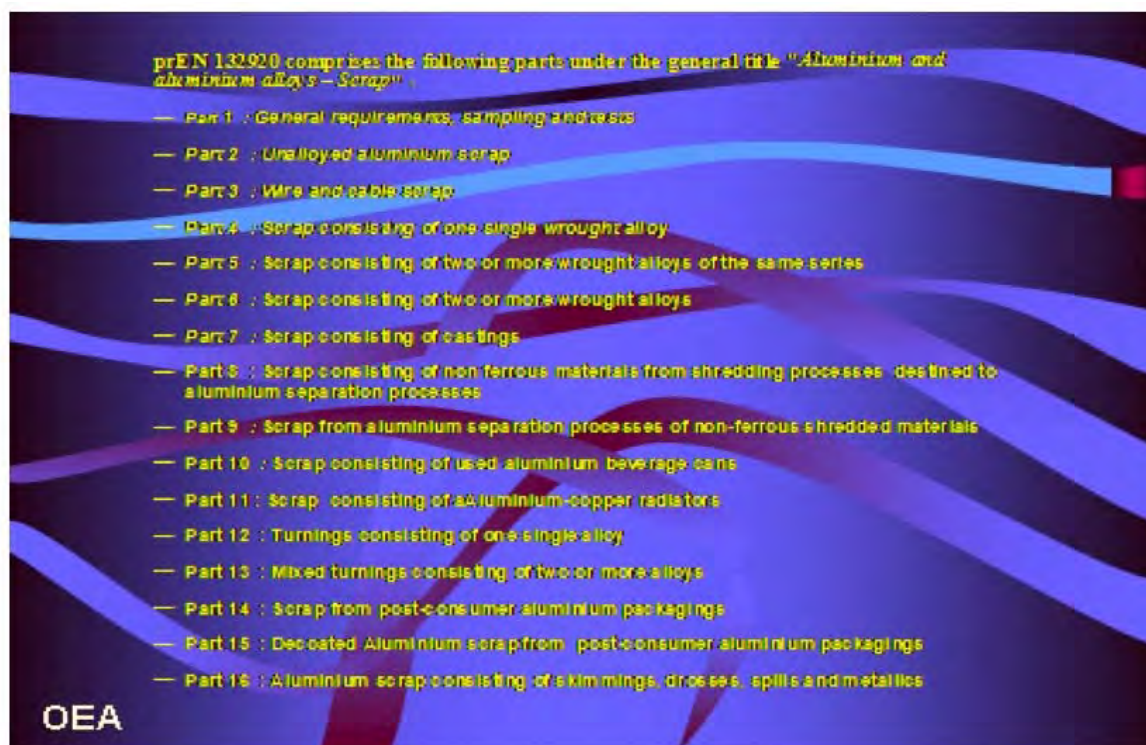 prEN 132920 comprises the following parts under the general title "Aluminium and
aluminium alloys – Scrap" :
— Part 1 : General requirements, sampling and tests
— Part 2 : Unalloyed aluminium scrap
— Part 3 : Wire and cable scrap
— Part 4 : Scrap consisting of one single wrought alloy
— Part 5 : Scrap consisting of two or more wrought alloys of the same series
— Part 6 : Scrap consisting of two or more wrought alloys
— Part 7 : Scrap consisting of castings
— Part 8 : Scrap consisting of non ferrous materials from shredding processes destined to
aluminium separation processes
— Part 9 : Scrap from aluminium separation processes of non-ferrous shredded materials
— Part 10 : Scrap consisting of used aluminium beverage cans
— Part 11 : Scrap consisting of aAluminium-copper radiators
— Part 12 : Turnings consisting of one single alloy
— Part 13 : Mixed turnings consisting of two or more alloys
— Part 14 : Scrap from post-consumer aluminium packagings
— Part 15 : Decoated Aluminium scrap from post-consumer aluminium packagings
— Part 16 : Aluminium scrap consisting of skimmings, drosses, spills and metallics
OEA